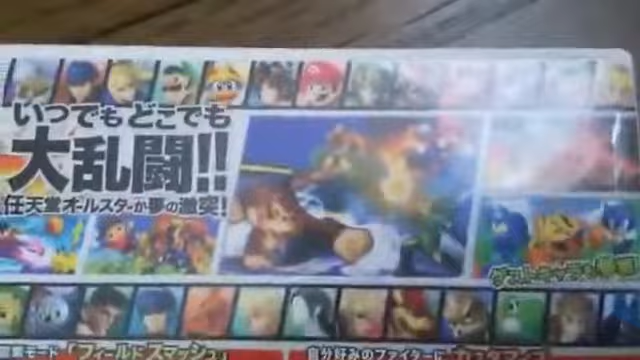 いつでもどこでも
大乱闘!!
任天堂オールスターが夢の激突!
モード「フィールドスマッシュ」
自分好みのファイターに